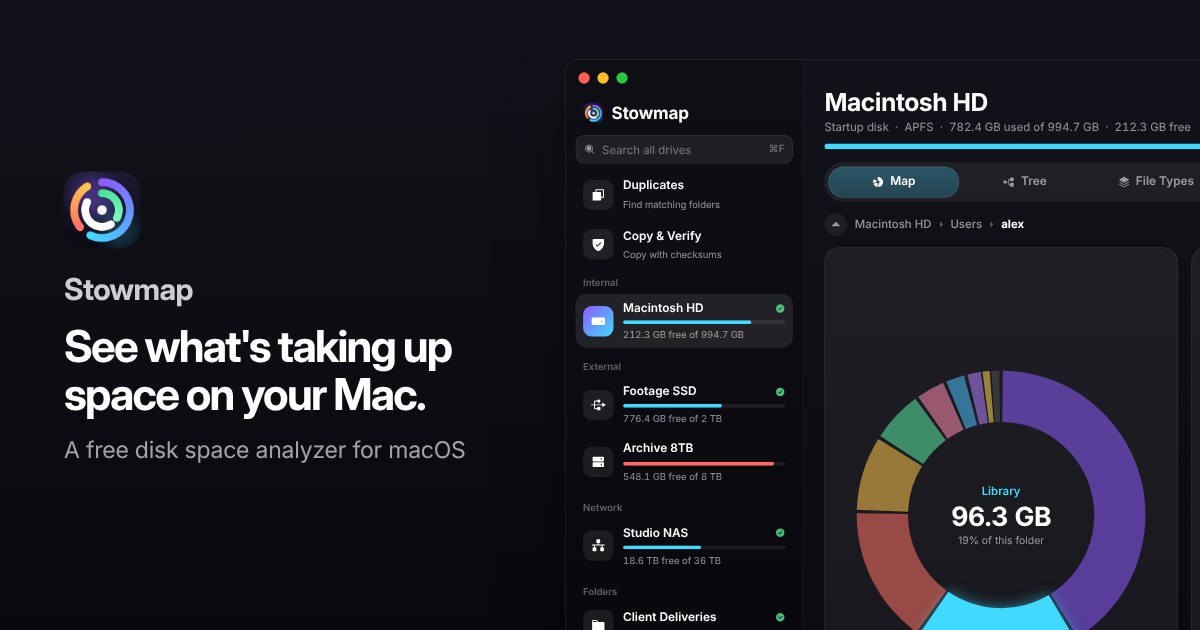 Stowmap
See what's taking up
space on your Mac.
A free disk space analyzer for macOS
Stowmap
Search all drives ⌘F
Duplicates
Find matching folders
Copy & Verify
Copy with checksums
Internal
Macintosh HD
212.3 GB free of 994.7 GB
External
Footage SSD
776.4 GB free of 2 TB
Archive 8TB
548.1 GB free of 8 TB
Network
Studio NAS
18.6 TB free of 36 TB
Folders
Client Deliveries
Macintosh HD
Startup disk · APFS · 782.4 GB used of 994.7 GB · 212.3 GB free
Map Tree File Types
Macintosh HD › Users › alex
Library
96.3 GB
19% of this folder